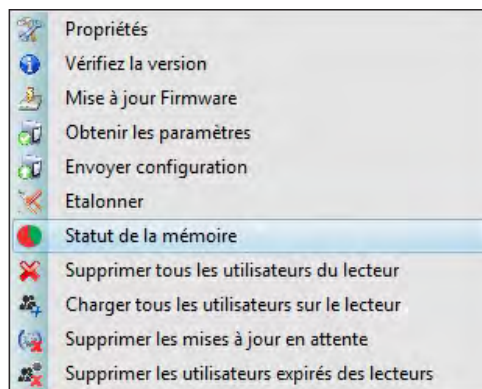 Propriétés
Vérifiez la version
Mise à jour Firmware
Obtenir les paramètres
Envoyer configuration
Etalonner
Statut de la mémoire
Supprimer tous les utilisateurs du lecteur
Charger tous les utilisateurs sur le lecteur
Supprimer les mises à jour en attente
Supprimer les utilisateurs expirés des lecteurs